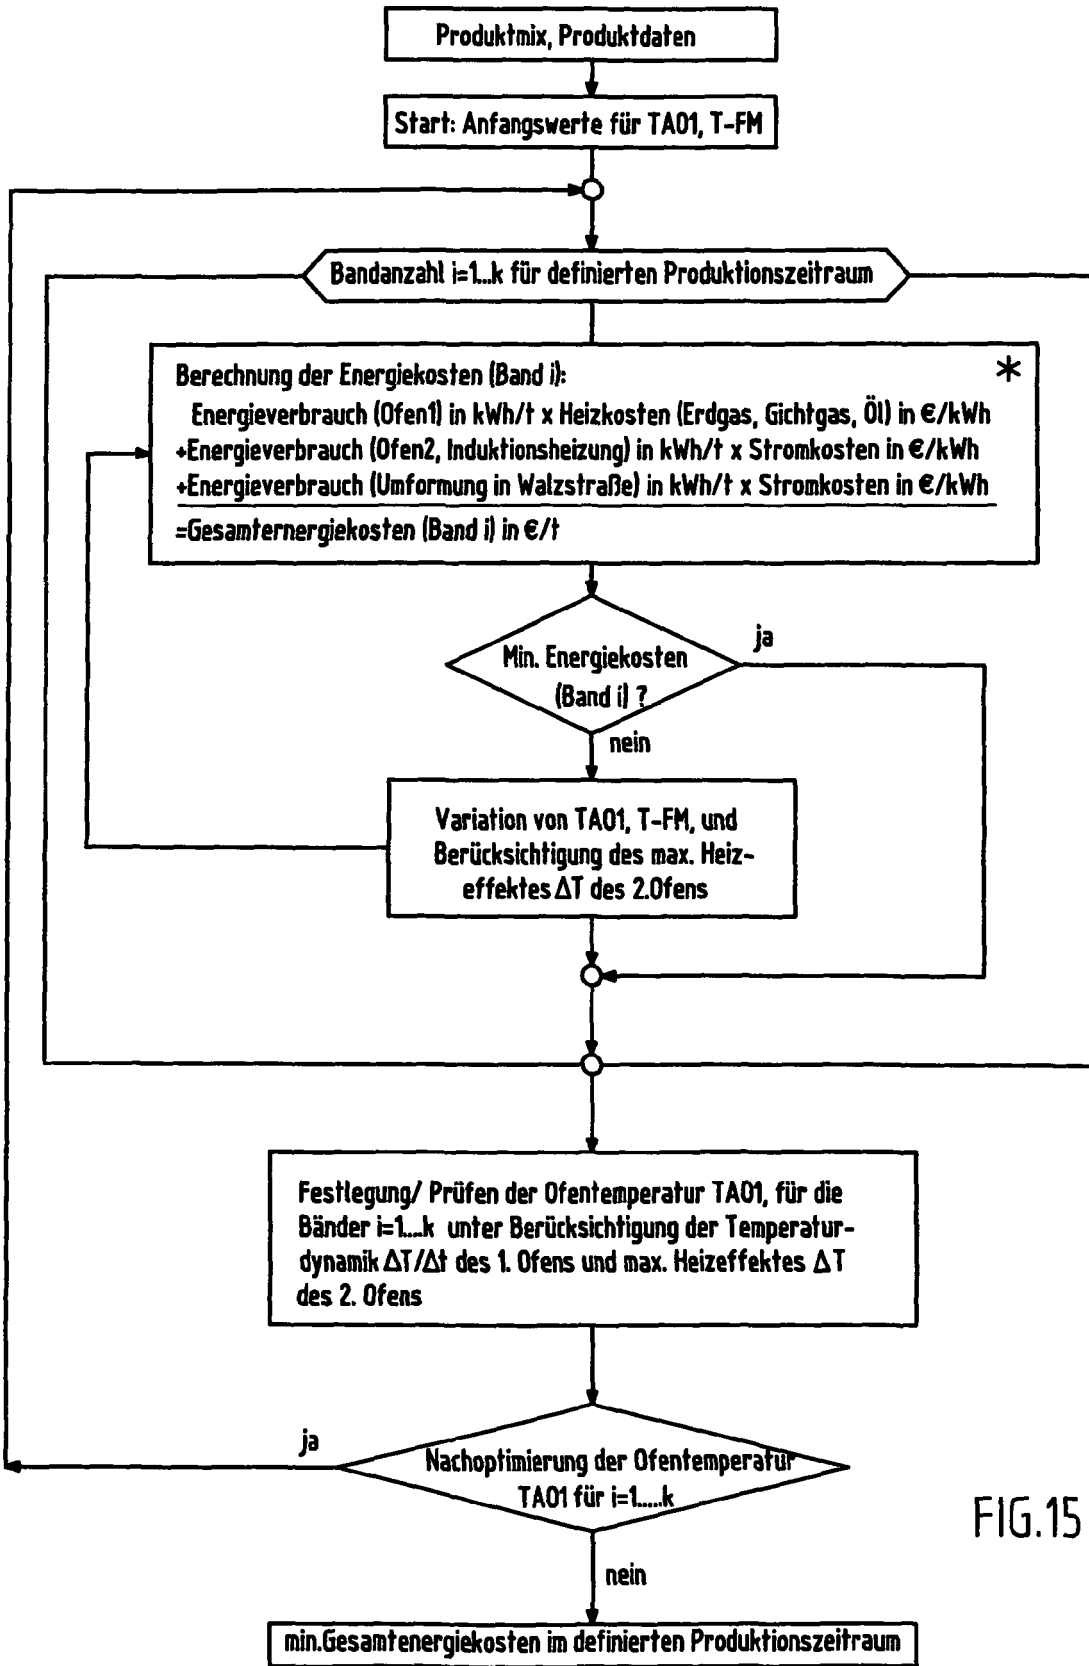 Produktmix, Produktdaten
Start: Anfangswerte für TA01, T-FM
Bandanzahl i=1...k für definierten Produktionszeitraum
Berechnung der Energiekosten (Band i): *
Energieverbrauch (Ofen1) in kWh/t x Heizkosten (Erdgas, Gichtgas, Öl) in €/kWh
+Energieverbrauch (Ofen2, Induktionsheizung) in kWh/t x Stromkosten in €/kWh
+Energieverbrauch (Umformung in Walzstraße) in kWh/t x Stromkosten in €/kWh
=Gesamternergiekosten (Band i) in €/t
Min. Energiekosten
(Band i) ?
ja
nein
Variation von TA01, T-FM, und
Berücksichtigung des max. Heiz-
effektes ΔT des 2.Ofens
Festlegung/ Prüfen der Ofentemperatur TA01, für die
Bänder i=1....k unter Berücksichtigung der Temperatur-
dynamik ΔT/Δt des 1. Ofens und max. Heizeffektes ΔT
des 2. Ofens
ja
Nachoptimierung der Ofentemperatur
TA01 für i=1.....k
nein
min.Gesamtenergiekosten im definierten Produktionszeitraum
FIG.15